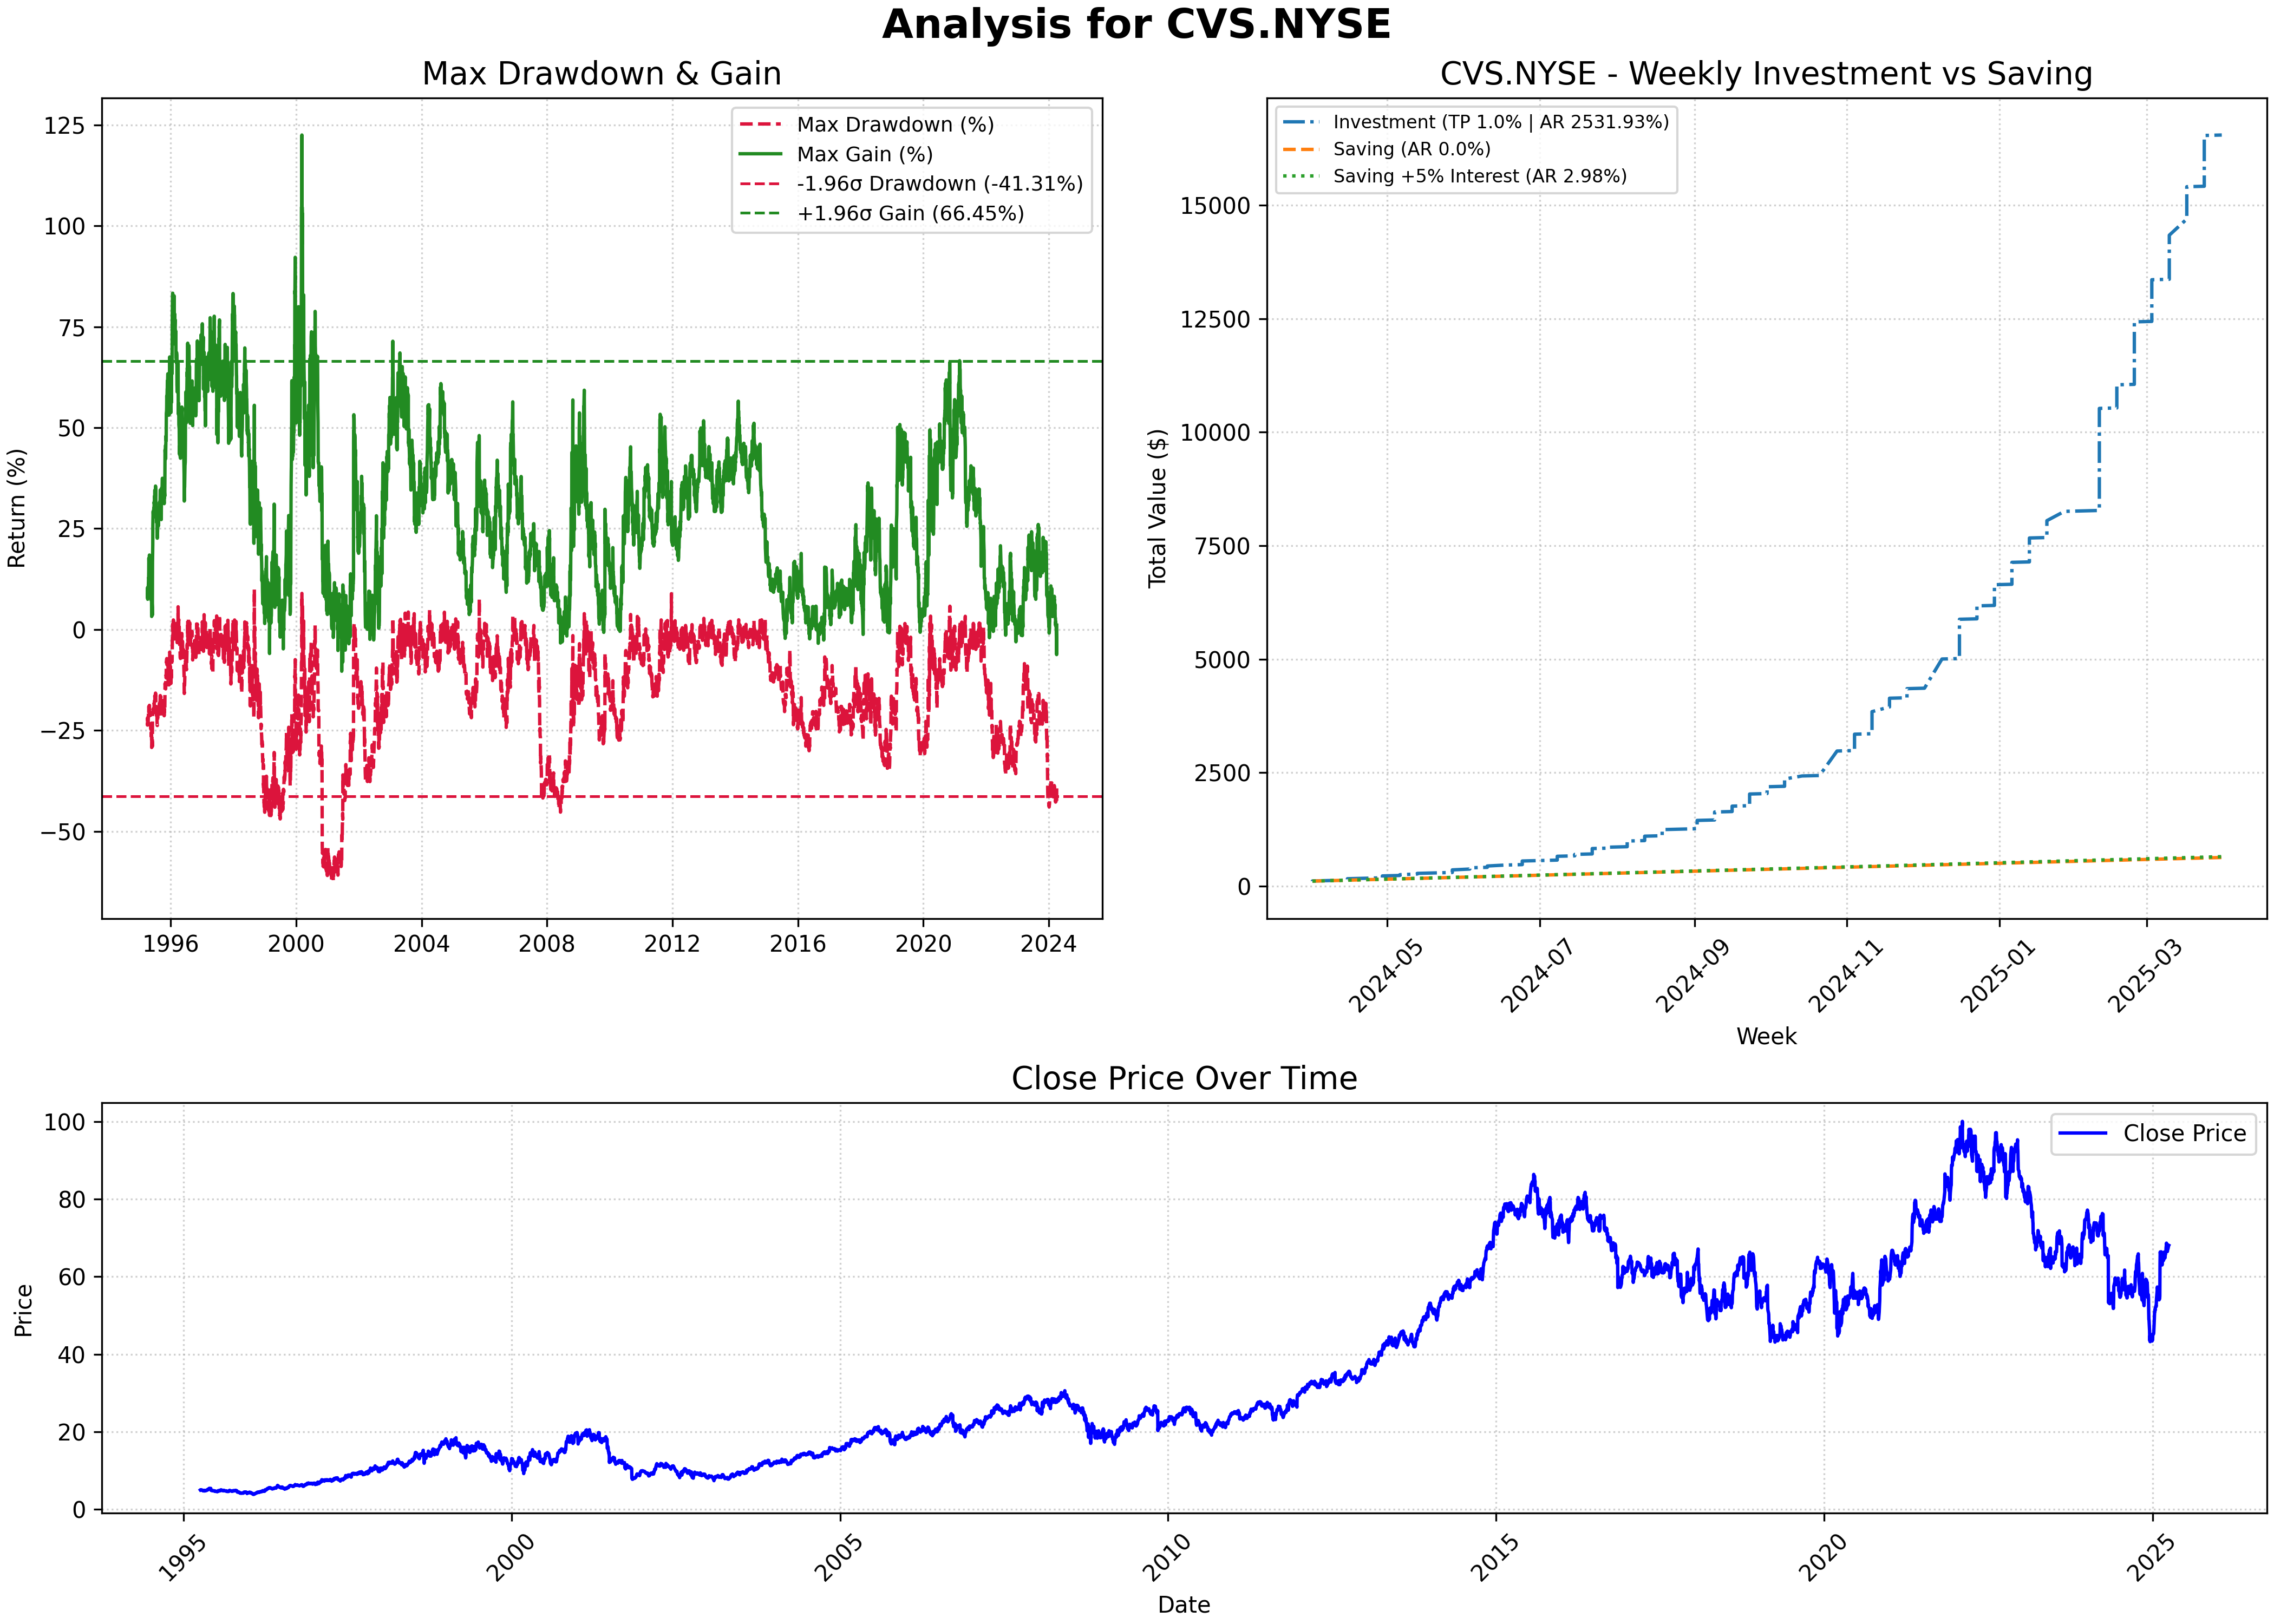 Analysis for CVS.NYSE
Max Drawdown & Gain
Return (%)
125
100
75
50
25
0
−25
−50
1996
2000
2004
2008
2012
2016
2020
2024
Max Drawdown (%)
Max Gain (%)
-1.96σ Drawdown (-41.31%)
+1.96σ Gain (66.45%)
CVS.NYSE - Weekly Investment vs Saving
Total Value ($)
15000
12500
10000
7500
5000
2500
0
Investment (TP 1.0% | AR 2531.93%)
Saving (AR 0.0%)
Saving +5% Interest (AR 2.98%)
2024-05
2024-07
2024-09
2024-11
2025-01
2025-03
Week
Close Price Over Time
Price
100
80
60
40
20
0
Close Price
1995
2000
2005
2010
2015
2020
2025
Date